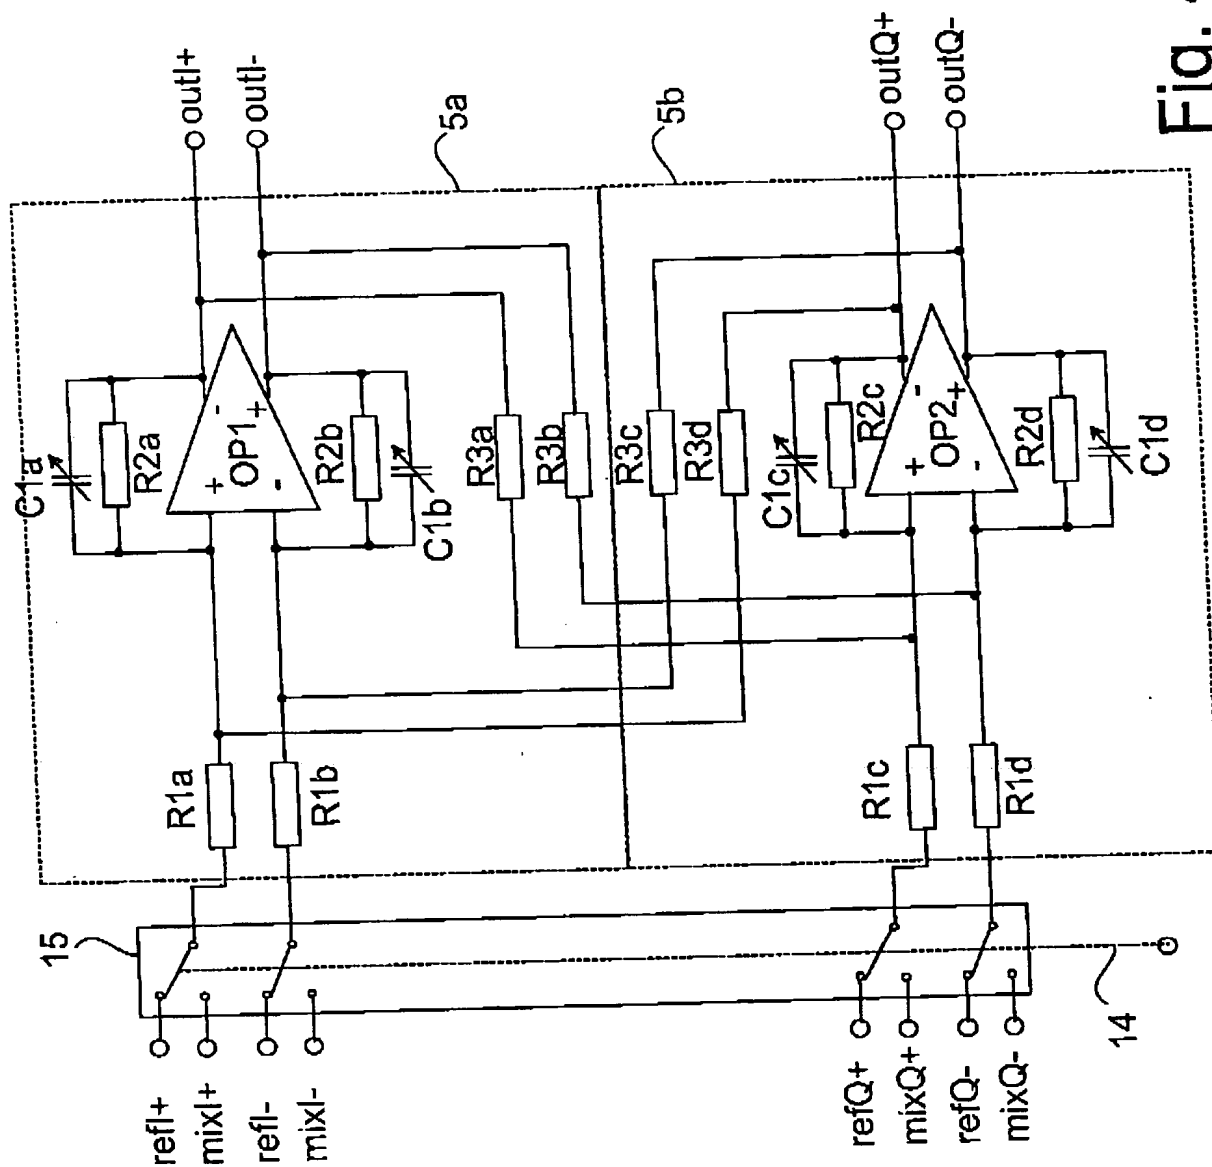 outI+
outI-
5a
C1a
R2a
+
-
OP1
-
+
R2b
C1b
R3a
R3b
R3c
R3d
5b
outQ+
outQ-
C1c
R2c
+
-
OP2
-
+
R2d
C1d
R1a
R1b
R1c
R1d
15
refI+
mixI+
refI-
mixI-
refQ+
mixQ+
refQ-
mixQ-
14
Fig.